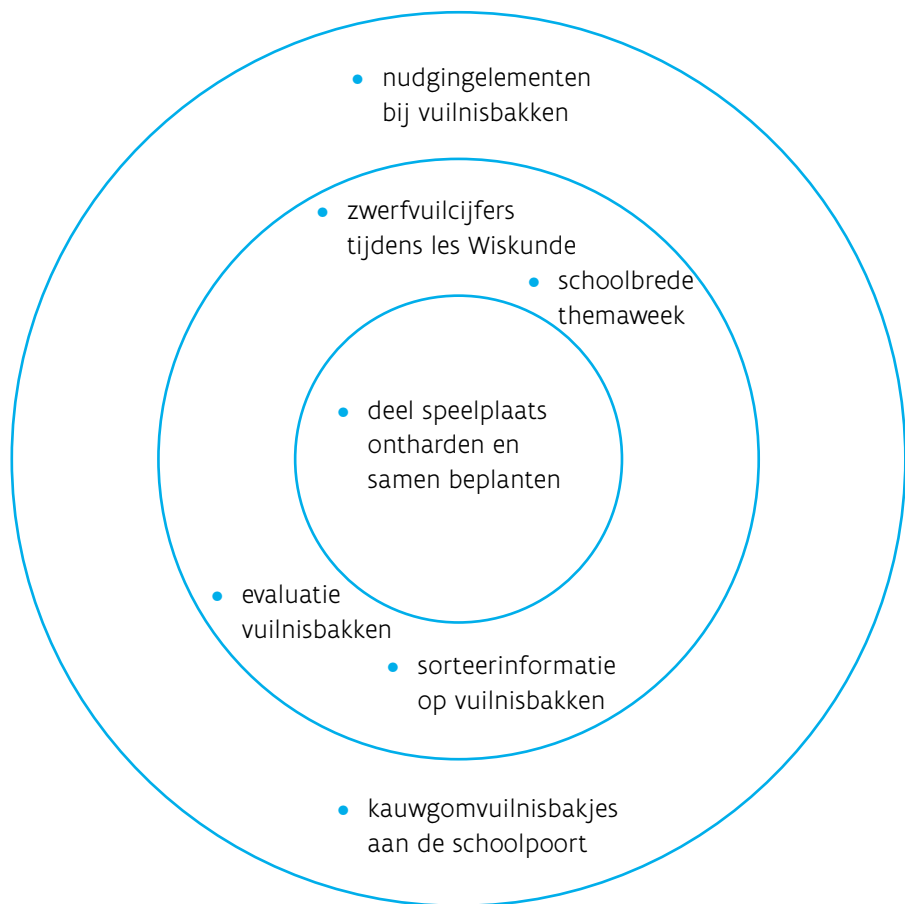 • nudgingelementen
bij vuilnisbakken
• zwerfvuilcijfers
tijdens les Wiskunde
• schoolbrede
themaweek
• deel speelplaats
ontharden en
samen beplanten
• evaluatie
vuilnisbakken
• sorteerinformatie
op vuilnisbakken
• kauwgomvuilnisbakjes
aan de schoolpoort